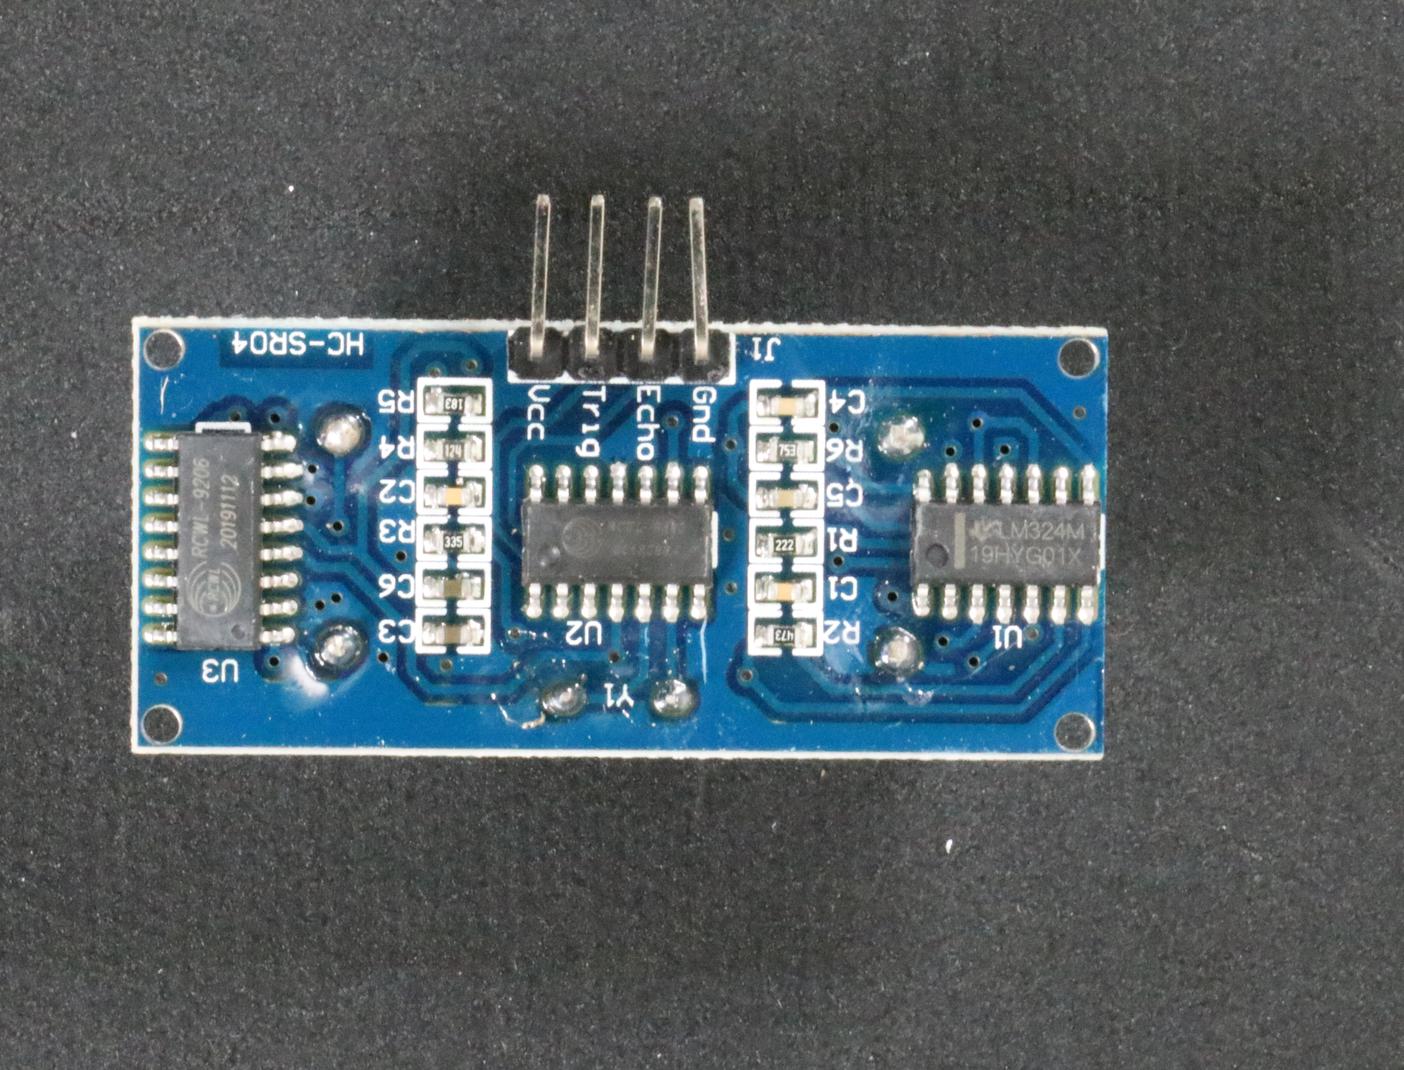 HC-SR04
J1
Vcc
Trig
Echo
Gnd
R5
183
R4
124
C2
R3
335
C6
C3
C4
R6
753
C5
R1
222
C1
R2
473
RCWL-9206
20191112
RCWL
U3
U2
Y1
LM324M
19HYG01X
U1